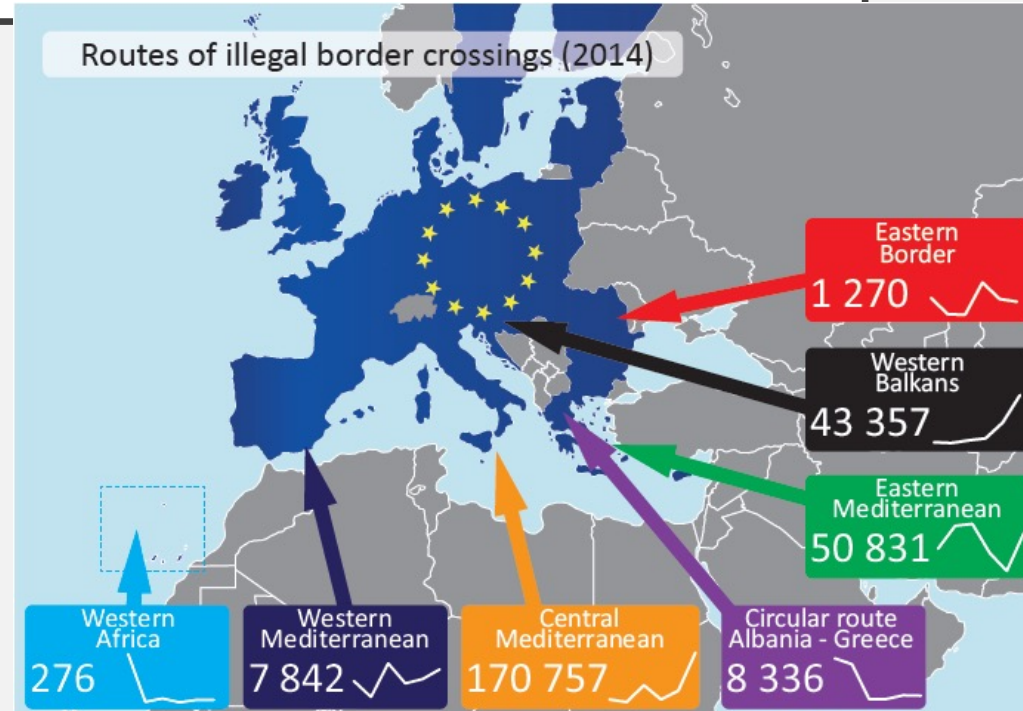 Routes of illegal border crossings (2014)
Eastern
Border
1 270
Western
Balkans
43 357
Eastern
Mediterranean
50 831
Western
Africa
276
Western
Mediterranean
7 842
Central
Mediterranean
170 757
Circular route
Albania - Greece
8 336